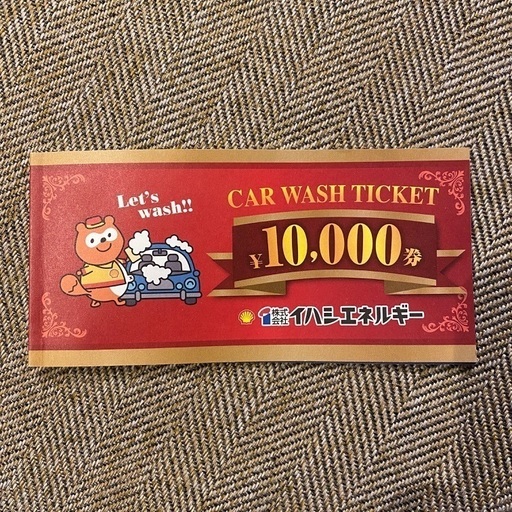 Let's
wash!!
CAR WASH TICKET
¥10,000券
株式会社イハシエネルギー